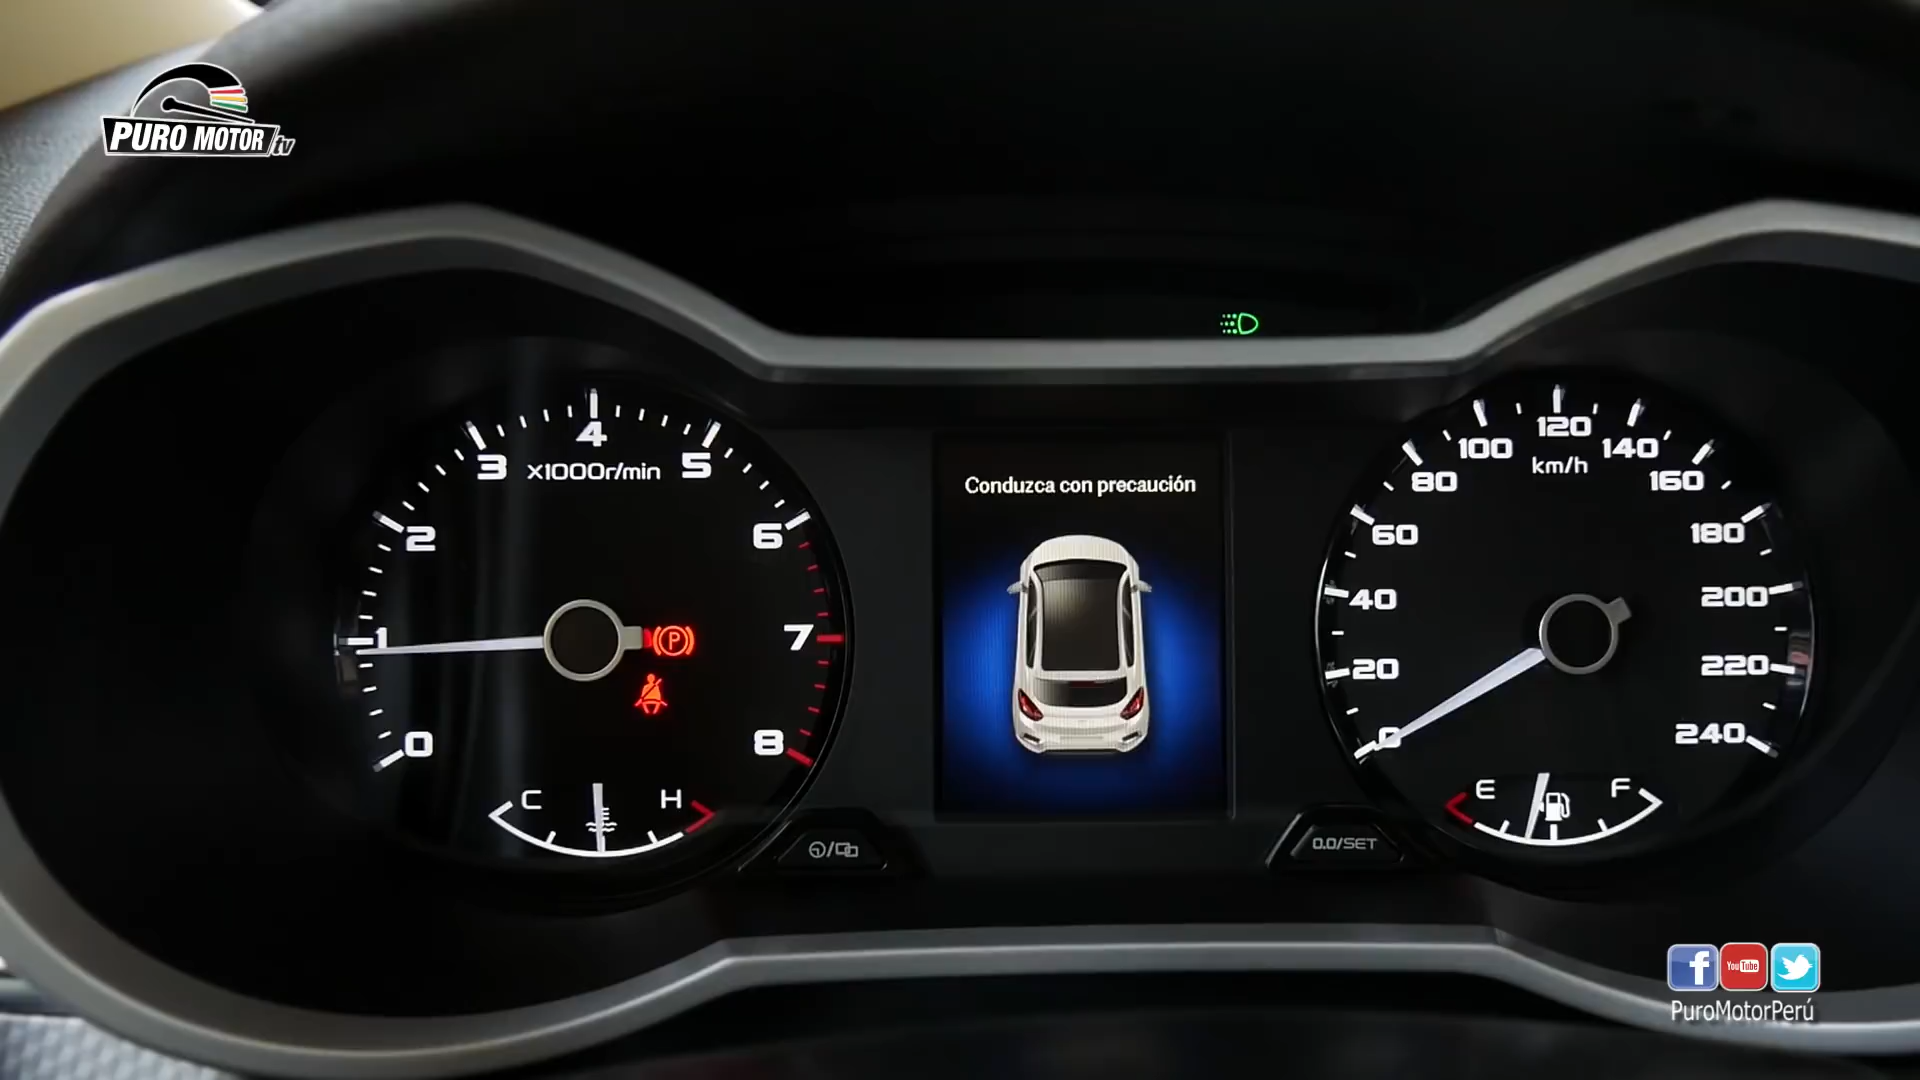 PURO MOTOR tv
4
3 x1000r/min 5
2
6
1
7
P
0
8
C H
Conduzca con precaución
120
100 140
km/h
80 160
60 180
40 200
20 220
0 240
E F
0.0/SET
f YouTube
PuroMotorPerú